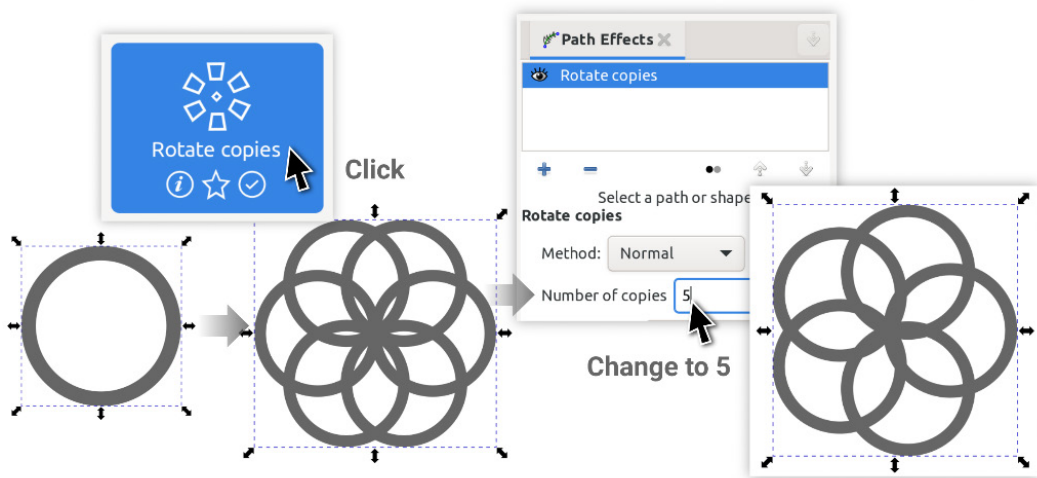 Rotate copies
Click
Path Effects
Rotate copies
Select a path or shape
Rotate copies
Method: Normal
Number of copies 5
Change to 5